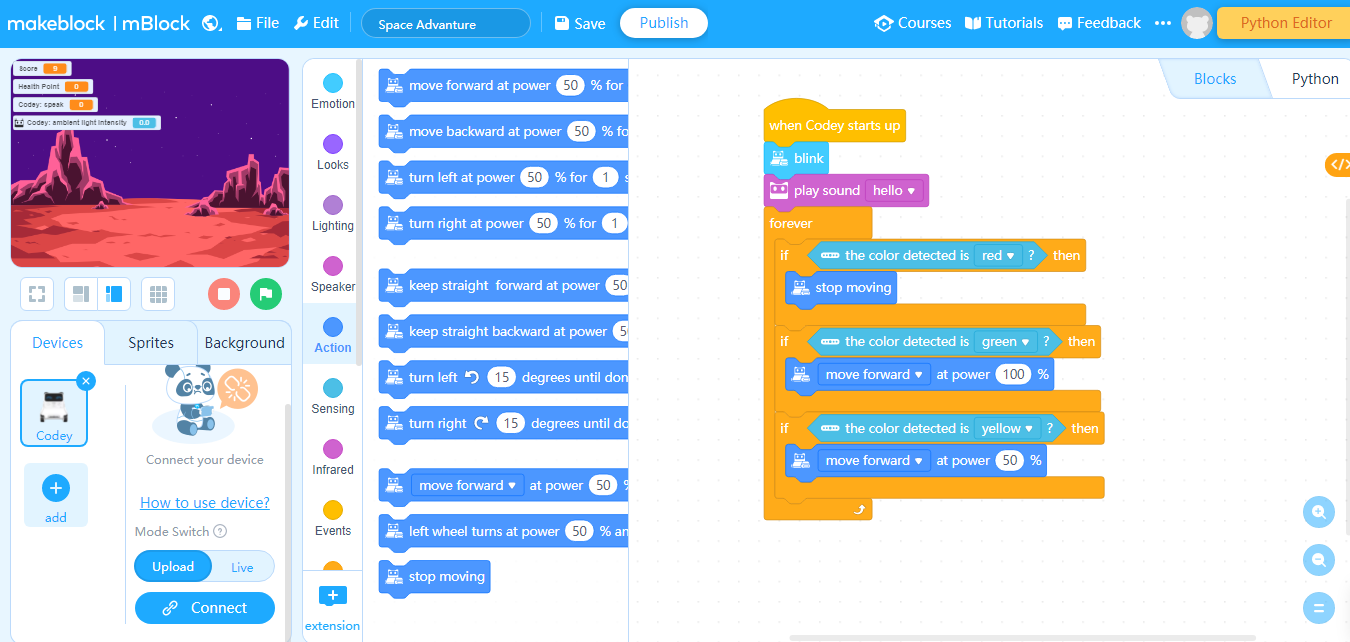 makeblock | mBlock File Edit Space Advanture Save Publish Courses Tutorials Feedback Python Editor
Score 0
Health Point 0
Codey: speak 0
Codey: ambient light intensity 0.0
Devices Sprites Background
Codey
add
Connect your device
How to use device?
Mode Switch ?
Upload Live
Connect
Emotion
Looks
Lighting
Speaker
Action
Sensing
Infrared
Events
extension
move forward at power 50 % for
move backward at power 50 % fo
turn left at power 50 % for 1 s
turn right at power 50 % for 1
keep straight forward at power 50
keep straight backward at power 5
turn left 15 degrees until don
turn right 15 degrees until do
move forward at power 50 %
left wheel turns at power 50 % an
stop moving
Blocks Python
when Codey starts up
blink
play sound hello
forever
if the color detected is red ? then
stop moving
if the color detected is green ? then
move forward at power 100 %
if the color detected is yellow ? then
move forward at power 50 %